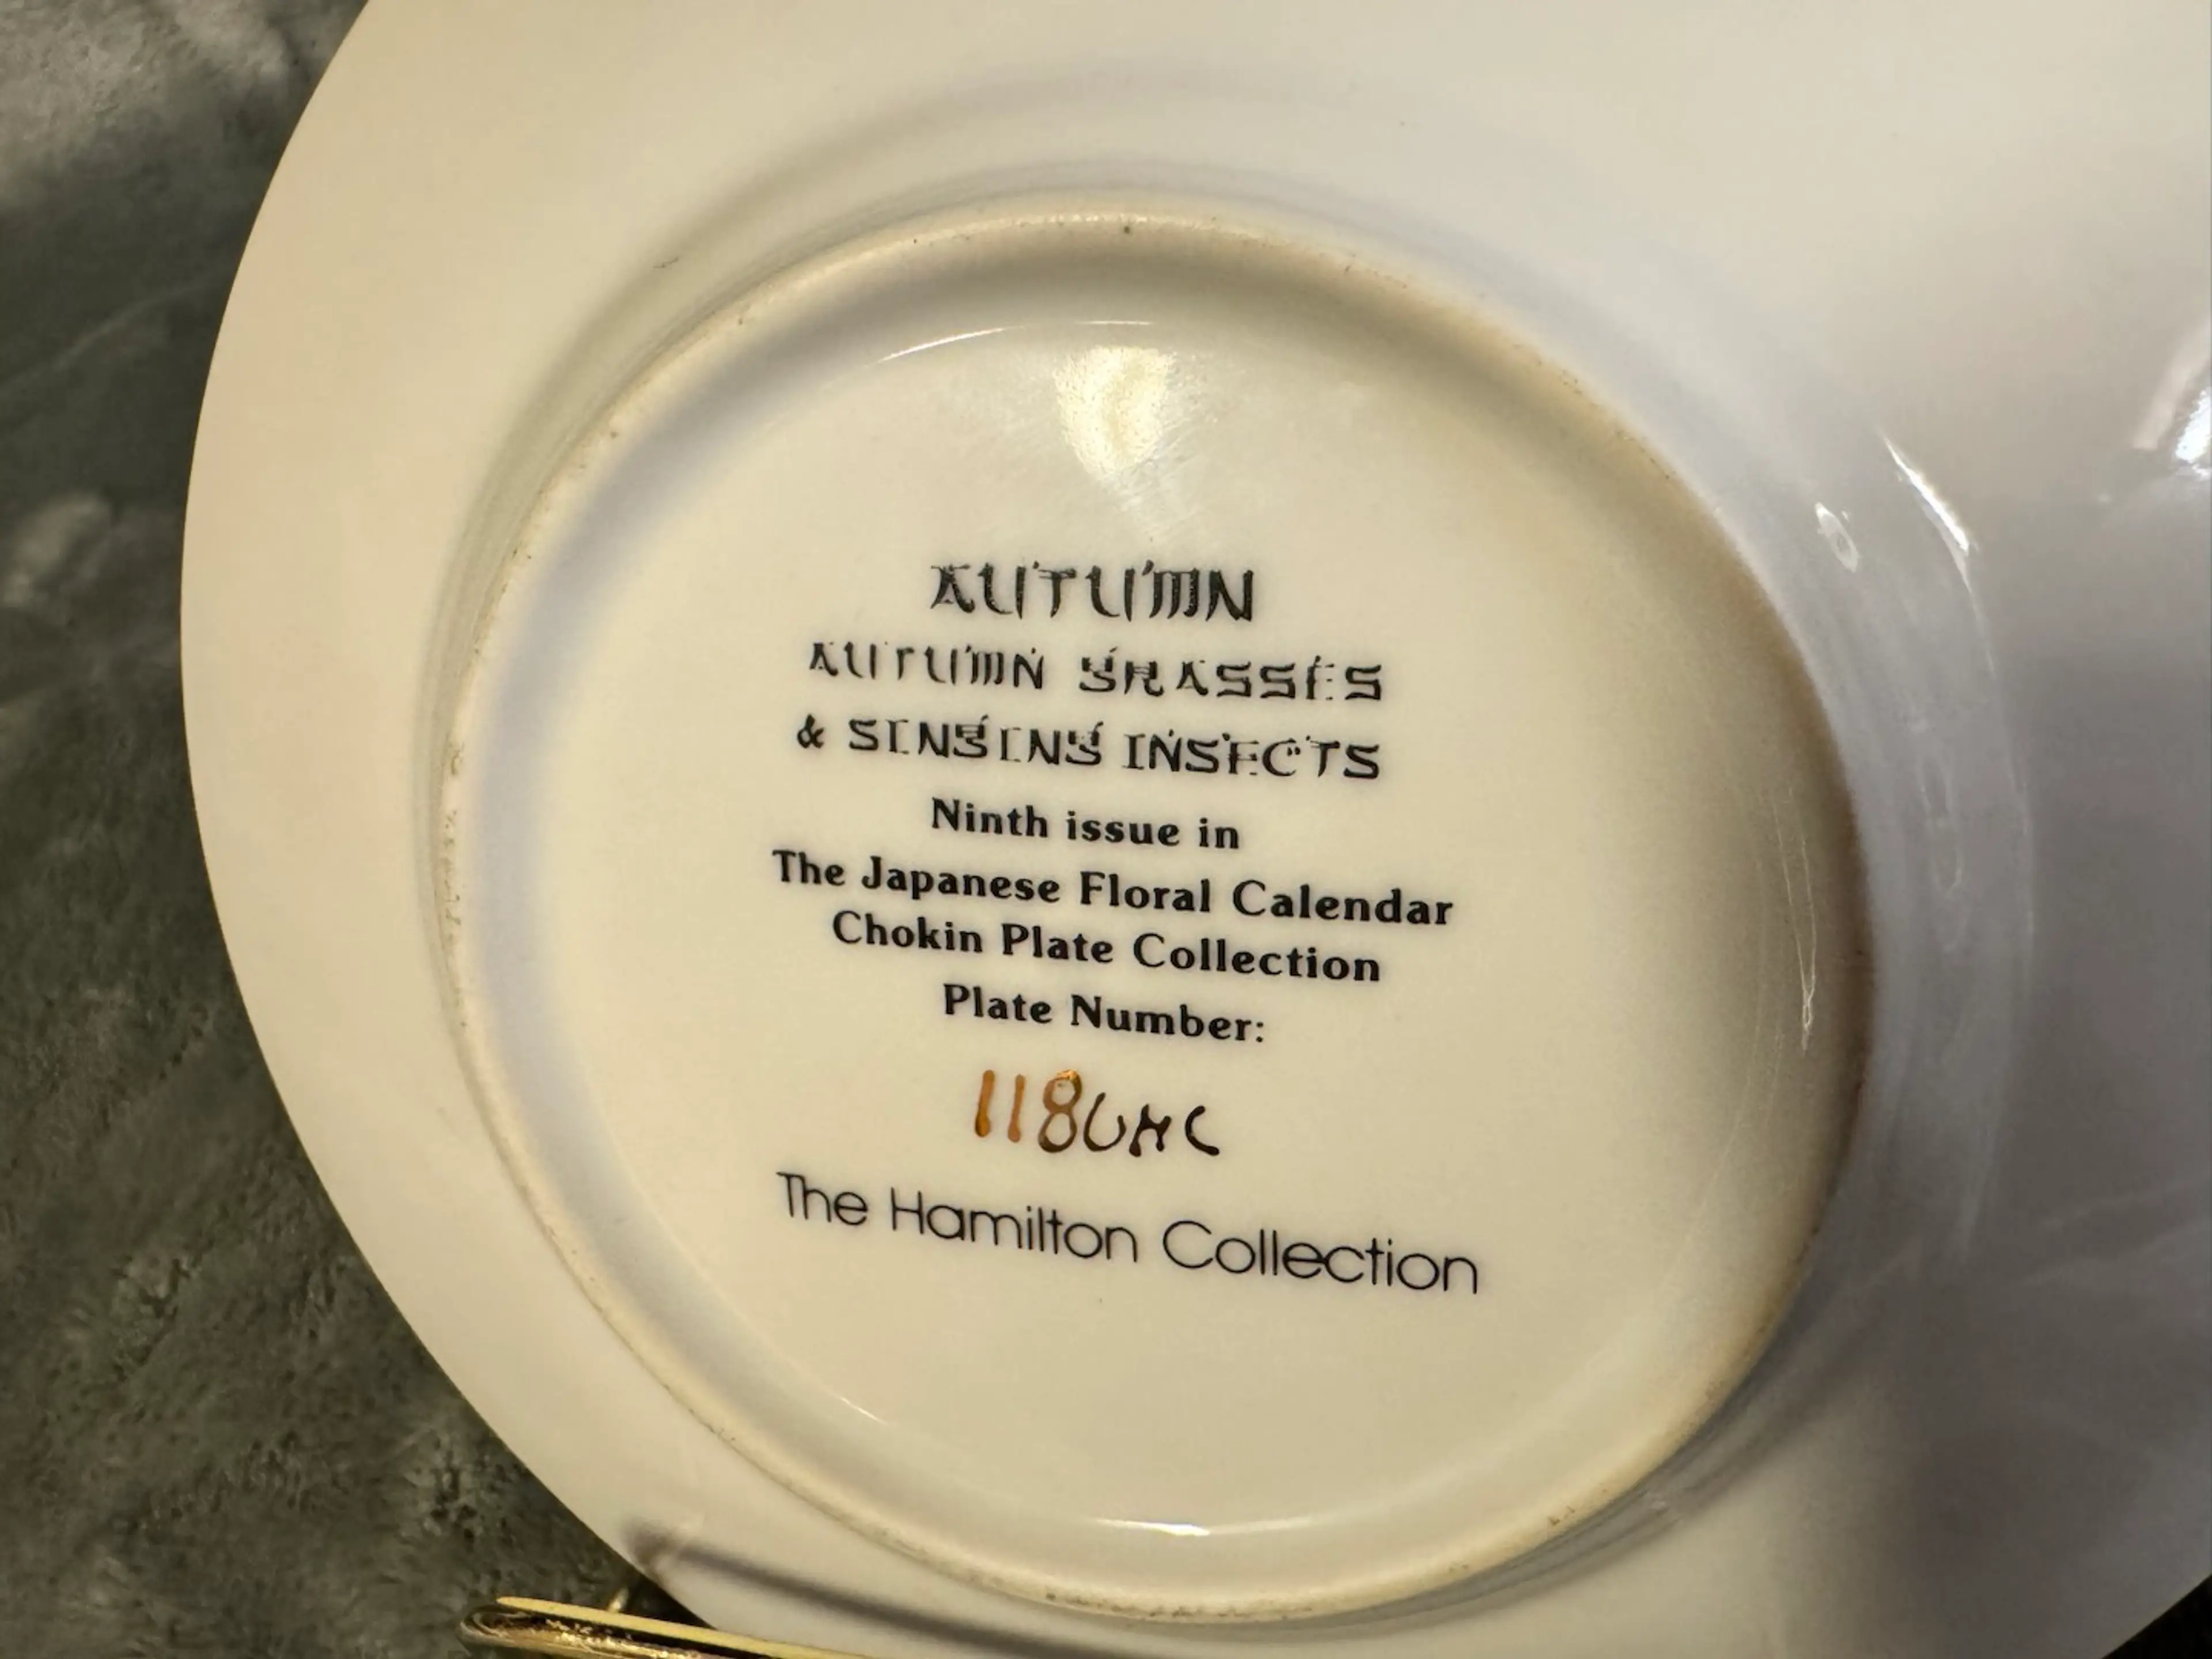 AUTUMN
AUTUMN GRASSES
& SINGING INSECTS
Ninth issue in
The Japanese Floral Calendar
Chokin Plate Collection
Plate Number:
1180HC
The Hamilton Collection